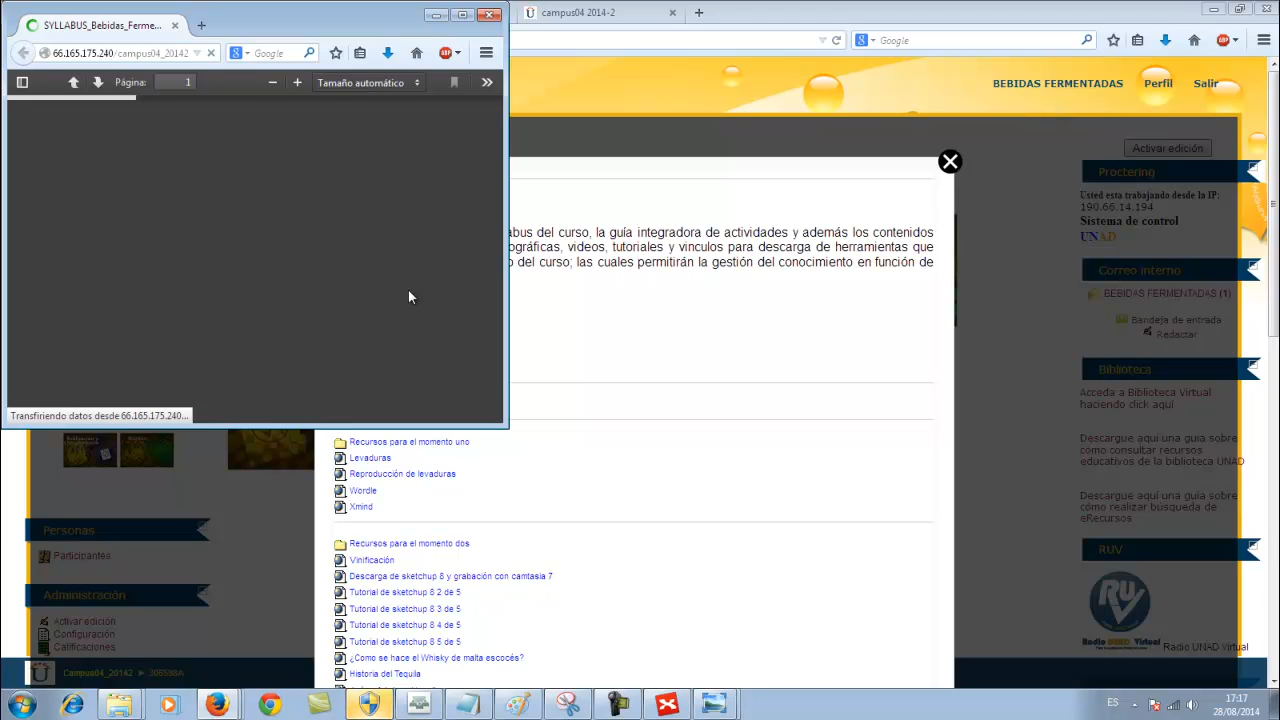 SYLLABUS_Bebidas_Ferme...
campus04 2014-2
66.165.175.240/campus04_20142
Google
Google
Página: 1
Tamaño automático
BEBIDAS FERMENTADAS Perfil Salir
Activar edición
Proctering
Usted esta trabajando desde la IP:
190.66.14.194
Sistema de control
UNAD
abus del curso, la guía integradora de actividades y además los contenidos
ográficas, videos, tutoriales y vinculos para descarga de herramientas que
o del curso; las cuales permitirán la gestión del conocimiento en función de
Correo interno
BEBIDAS FERMENTADAS (1)
Bandeja de entrada
Redactar
Biblioteca
Acceda a Biblioteca Virtual
haciendo click aquí
Descargue aquí una guia sobre
cómo consultar recursos
educativos de la biblioteca UNAD
Descargue aquí una guía sobre
cómo realizar búsqueda de
eRecursos
RUV
RUV
Radio UNAD Virtual
Radio UNAD Virtual
Transfiriendo datos desde 66.165.175.240...
Recursos para el momento uno
Levaduras
Reproducción de levaduras
Wordle
Xmind
Recursos para el momento dos
Vinificación
Descarga de sketchup 8 y grabación con camtasia 7
Tutorial de sketchup 8 2 de 5
Tutorial de sketchup 8 3 de 5
Tutorial de sketchup 8 4 de 5
Tutorial de sketchup 8 5 de 5
¿Como se hace el Whisky de malta escocés?
Historia del Tequila
Personas
Participantes
Administración
Activar edición
Configuración
Calificaciones
Campus04_20142 ► 306598A
ES
17:17
28/08/2014